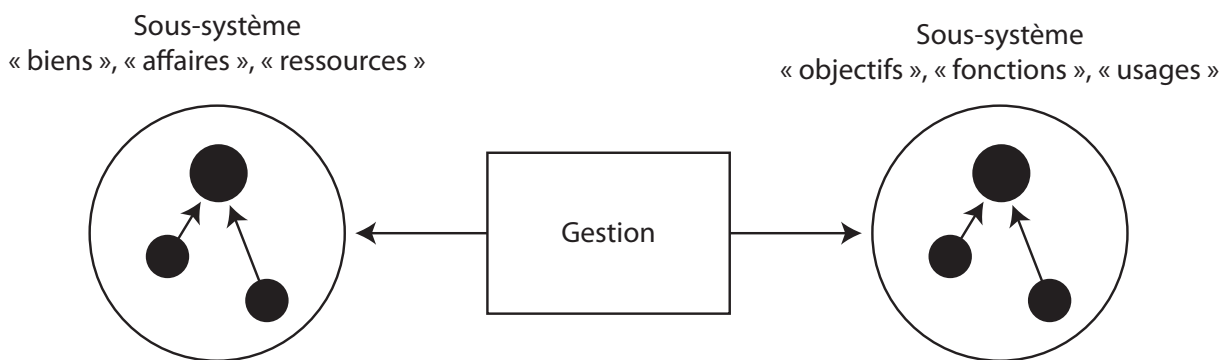 Sous-système
« biens », « affaires », « ressources »
Sous-système
« objectifs », « fonctions », « usages »
Gestion